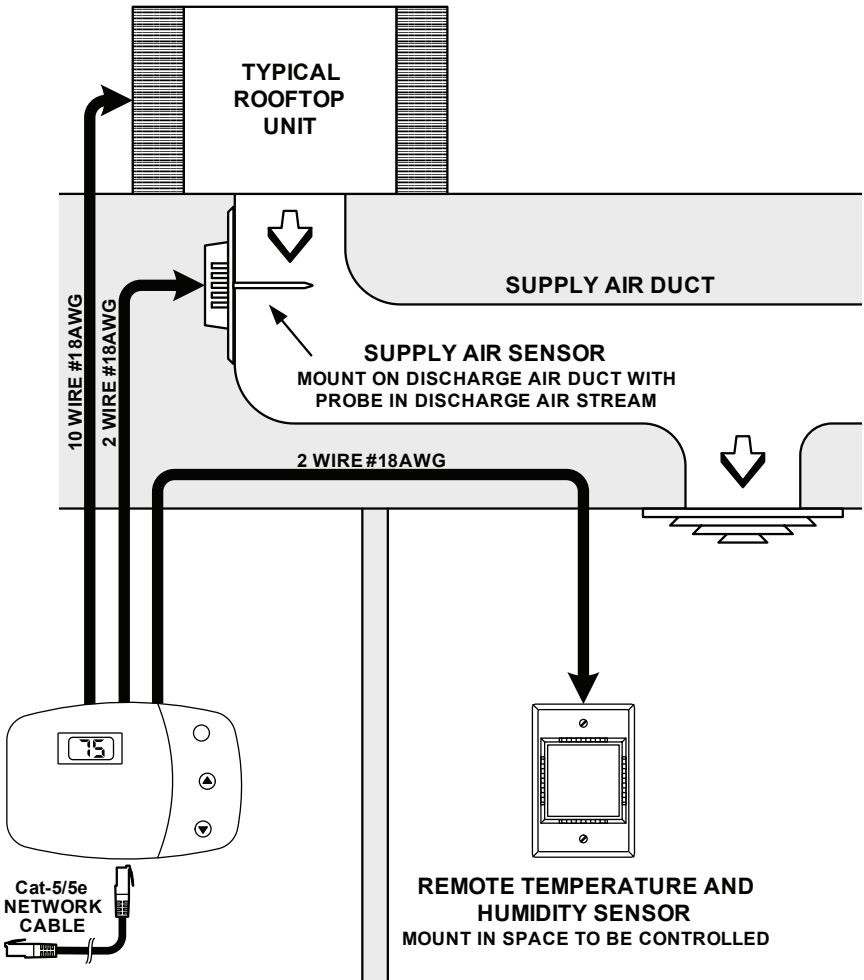 TYPICAL
ROOFTOP
UNIT
SUPPLY AIR DUCT
10 WIRE #18AWG
2 WIRE #18AWG
SUPPLY AIR SENSOR
MOUNT ON DISCHARGE AIR DUCT WITH
PROBE IN DISCHARGE AIR STREAM
2 WIRE #18AWG
75
Cat-5/5e
NETWORK
CABLE
REMOTE TEMPERATURE AND
HUMIDITY SENSOR
MOUNT IN SPACE TO BE CONTROLLED